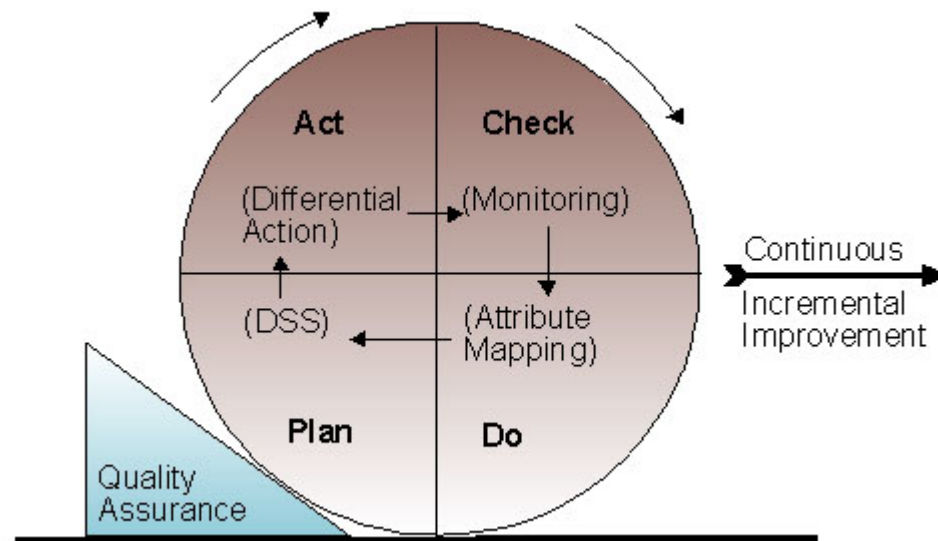 Act
Check
(Differential
Action)
(Monitoring)
Continuous
Incremental
Improvement
(DSS)
(Attribute
Mapping)
Plan
Do
Quality
Assurance